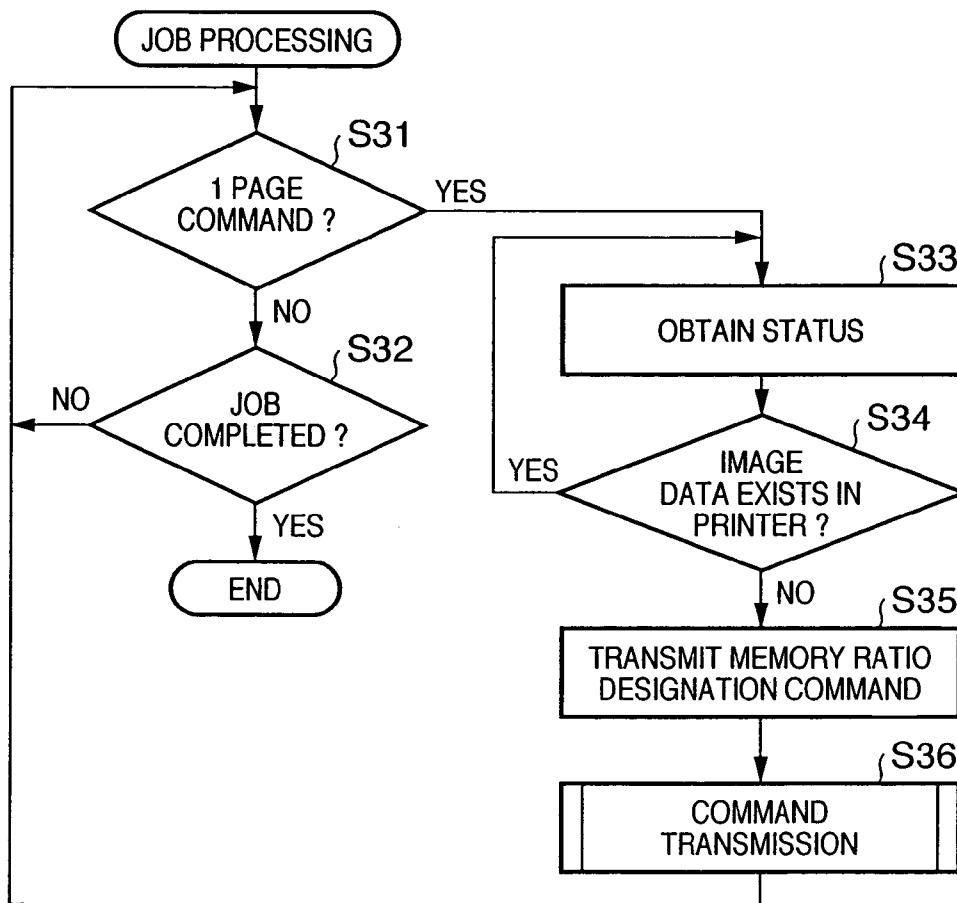 JOB PROCESSING
S31
1 PAGE
COMMAND ?
YES
NO
S32
JOB
COMPLETED ?
NO
YES
END
S33
OBTAIN STATUS
S34
IMAGE
DATA EXISTS IN
PRINTER ?
YES
NO
S35
TRANSMIT MEMORY RATIO
DESIGNATION COMMAND
S36
COMMAND
TRANSMISSION